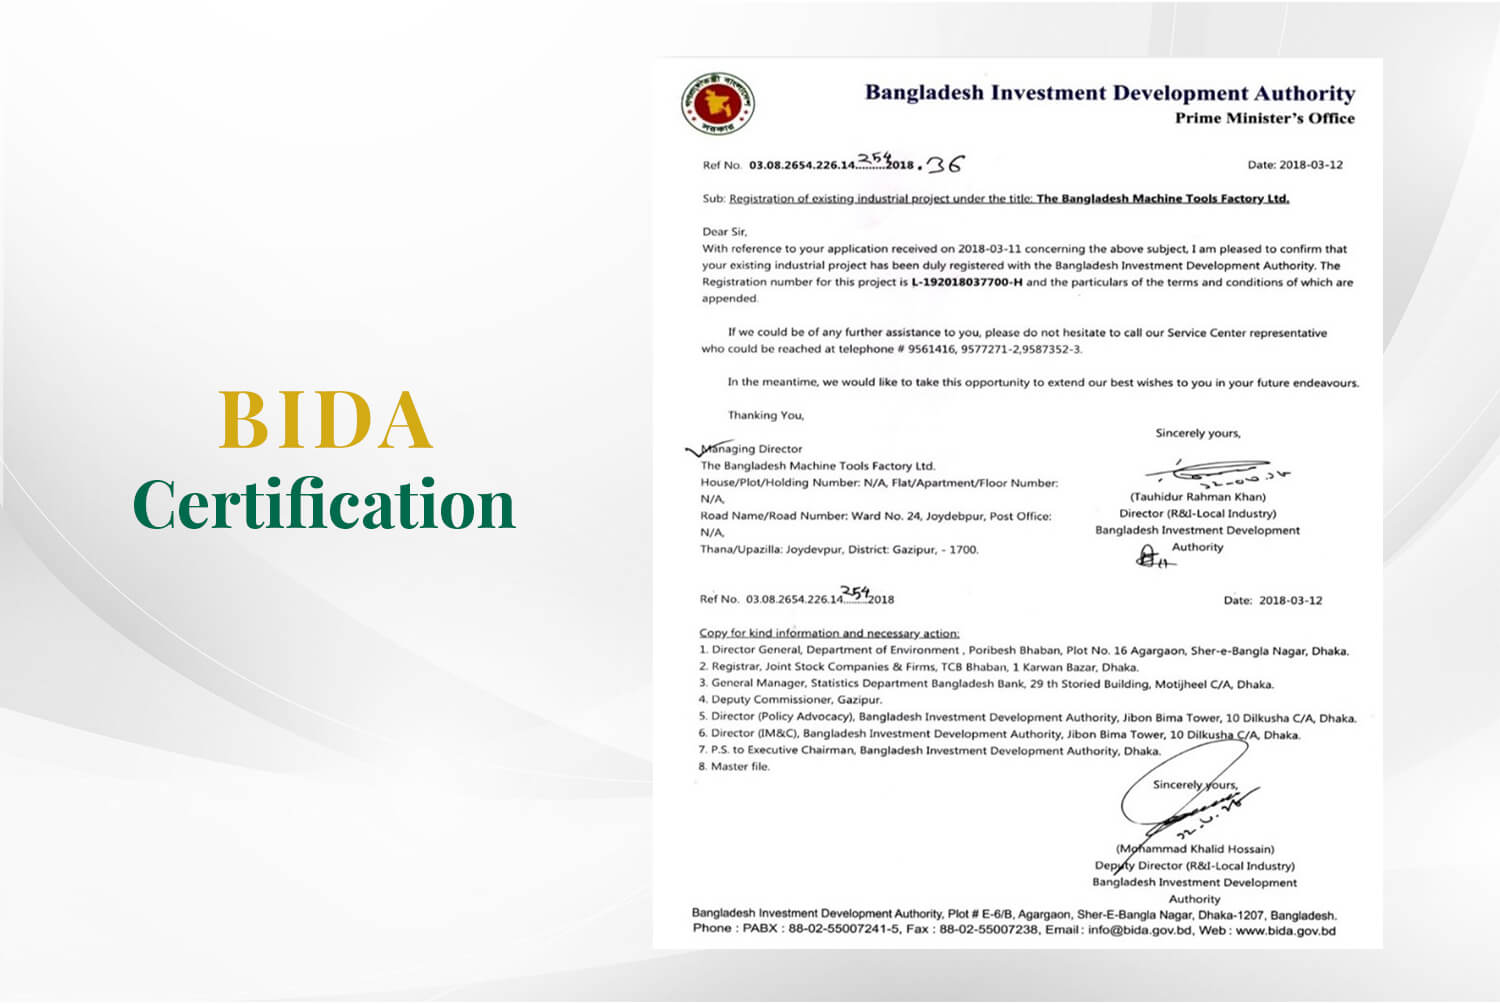 BIDA
Certification
গণপ্রজাতন্ত্রী বাংলাদেশ
সরকার
Bangladesh Investment Development Authority
Prime Minister's Office
Ref No. 03.08.2654.226.14.........2018 . 36
254
Date: 2018-03-12
Sub: Registration of existing industrial project under the title: The Bangladesh Machine Tools Factory Ltd.
Dear Sir,
With reference to your application received on 2018-03-11 concerning the above subject, I am pleased to confirm that
your existing industrial project has been duly registered with the Bangladesh Investment Development Authority. The
Registration number for this project is L-192018037700-H and the particulars of the terms and conditions of which are
appended.
If we could be of any further assistance to you, please do not hesitate to call our Service Center representative
who could be reached at telephone # 9561416, 9577271-2,9587352-3.
In the meantime, we would like to take this opportunity to extend our best wishes to you in your future endeavours.
Thanking You,
Managing Director
The Bangladesh Machine Tools Factory Ltd.
House/Plot/Holding Number: N/A, Flat/Apartment/Floor Number:
N/A,
Road Name/Road Number: Ward No. 24, Joydebpur, Post Office:
N/A,
Thana/Upazilla: Joydevpur, District: Gazipur, - 1700.
Sincerely yours,
(Tauhidur Rahman Khan)
Director (R&I-Local Industry)
Bangladesh Investment Development
Authority
Ref No. 03.08.2654.226.14.........2018
254
Date: 2018-03-12
Copy for kind information and necessary action:
1. Director General, Department of Environment , Poribesh Bhaban, Plot No. 16 Agargaon, Sher-e-Bangla Nagar, Dhaka.
2. Registrar, Joint Stock Companies & Firms, TCB Bhaban, 1 Karwan Bazar, Dhaka.
3. General Manager, Statistics Department Bangladesh Bank, 29 th Storied Building, Motijheel C/A, Dhaka.
4. Deputy Commissioner, Gazipur.
5. Director (Policy Advocacy), Bangladesh Investment Development Authority, Jibon Bima Tower, 10 Dilkusha C/A, Dhaka.
6. Director (IM&C), Bangladesh Investment Development Authority, Jibon Bima Tower, 10 Dilkusha C/A, Dhaka.
7. P.S. to Executive Chairman, Bangladesh Investment Development Authority, Dhaka.
8. Master file.
Sincerely yours,
(Mohammad Khalid Hossain)
Deputy Director (R&I-Local Industry)
Bangladesh Investment Development
Authority
Bangladesh Investment Development Authority, Plot # E-6/B, Agargaon, Sher-E-Bangla Nagar, Dhaka-1207, Bangladesh.
Phone : PABX : 88-02-55007241-5, Fax : 88-02-55007238, Email : info@bida.gov.bd, Web : www.bida.gov.bd